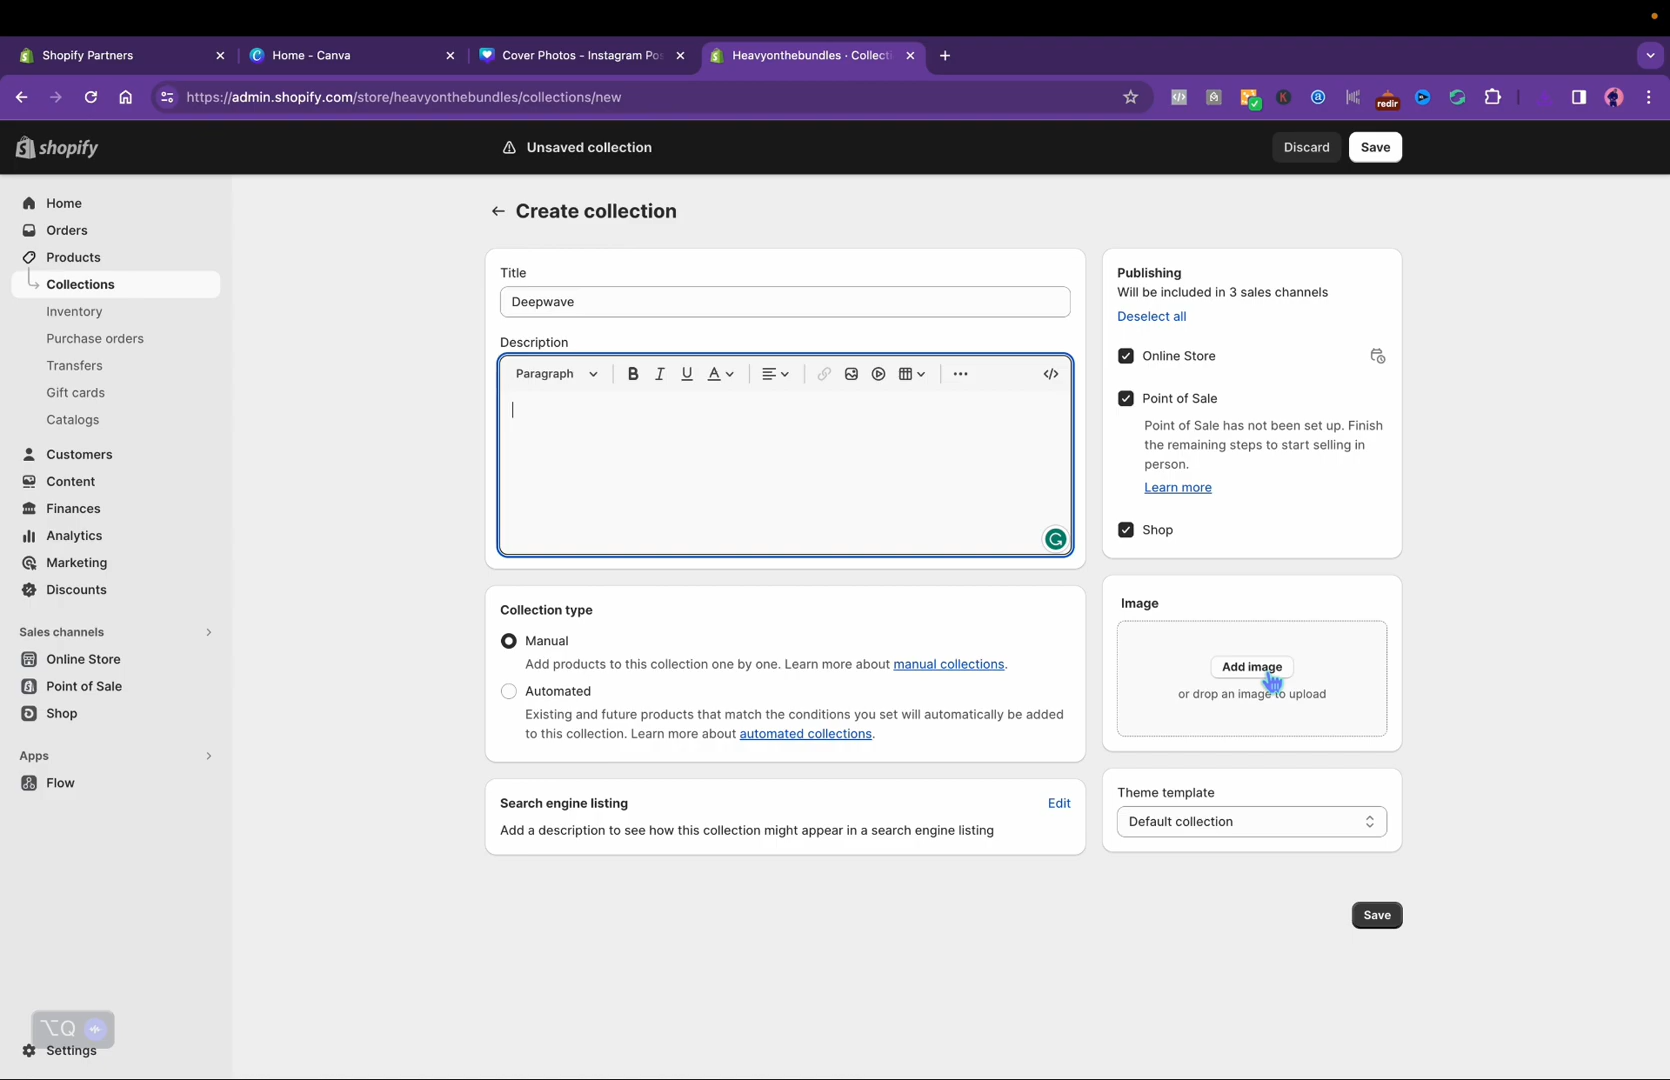 Shopify Partners
Home - Canva
Cover Photos - Instagram Pos
Heavyonthebundles · Collecti
https://admin.shopify.com/store/heavyonthebundles/collections/new
redir
shopify
Unsaved collection
Discard
Save
Home
Orders
Products
Collections
Inventory
Purchase orders
Transfers
Gift cards
Catalogs
Customers
Content
Finances
Analytics
Marketing
Discounts
Sales channels
Online Store
Point of Sale
Shop
Apps
Flow
⌥Q
Settings
Create collection
Title
Deepwave
Description
Paragraph
B I U A
Collection type
Manual
Add products to this collection one by one. Learn more about manual collections.
Automated
Existing and future products that match the conditions you set will automatically be added
to this collection. Learn more about automated collections.
Search engine listing
Edit
Add a description to see how this collection might appear in a search engine listing
Publishing
Will be included in 3 sales channels
Deselect all
Online Store
Point of Sale
Point of Sale has not been set up. Finish
the remaining steps to start selling in
person.
Learn more
Shop
Image
Add image
or drop an image to upload
Theme template
Default collection
Save